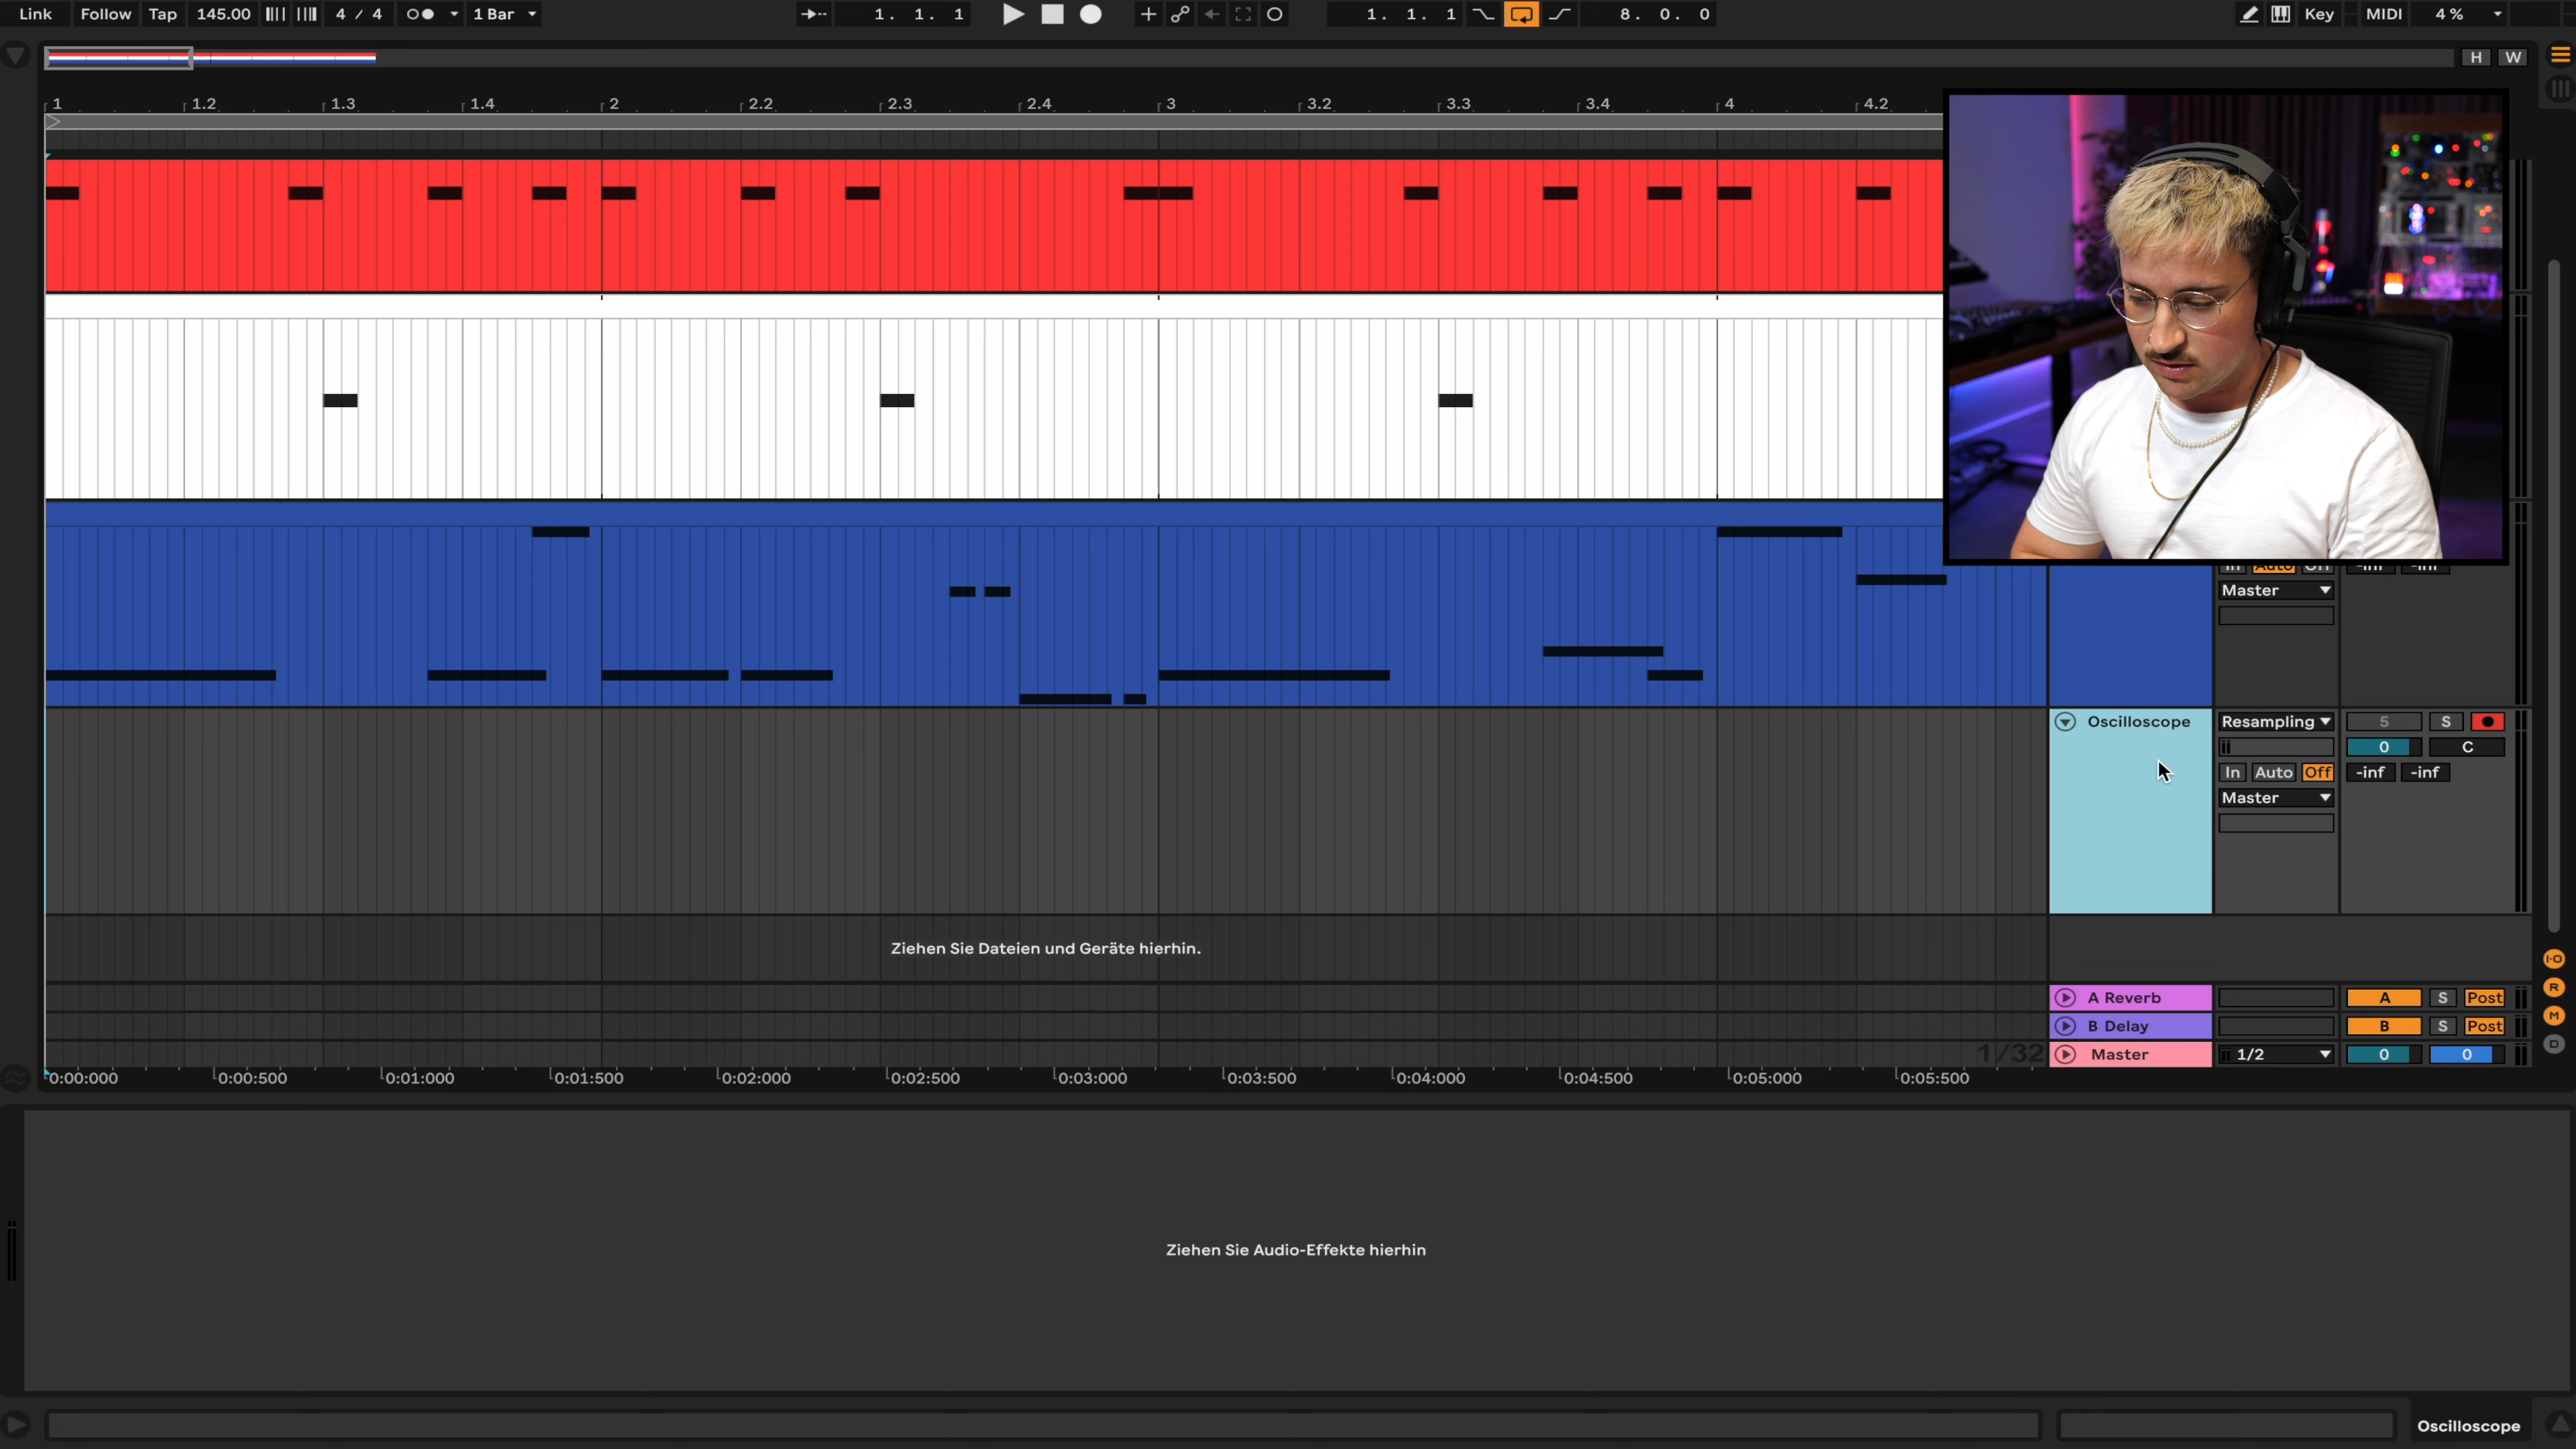 Link Follow Tap 145.00 4 / 4 1 Bar 1. 1. 1 1. 1. 1 8. 0. 0 Key MIDI 4 %
H W
1 1.2 1.3 1.4 2 2.2 2.3 2.4 3 3.2 3.3 3.4 4 4.2
In Auto Off -inf -inf
Master
Oscilloscope Resampling 5 S
0 C
In Auto Off -inf -inf
Master
Ziehen Sie Dateien und Geräte hierhin.
I·O
A Reverb A S Post
R
B Delay B S Post
M
1/32 Master 1/2 0 0
D
0:00:000 0:00:500 0:01:000 0:01:500 0:02:000 0:02:500 0:03:000 0:03:500 0:04:000 0:04:500 0:05:000 0:05:500
Ziehen Sie Audio-Effekte hierhin
Oscilloscope